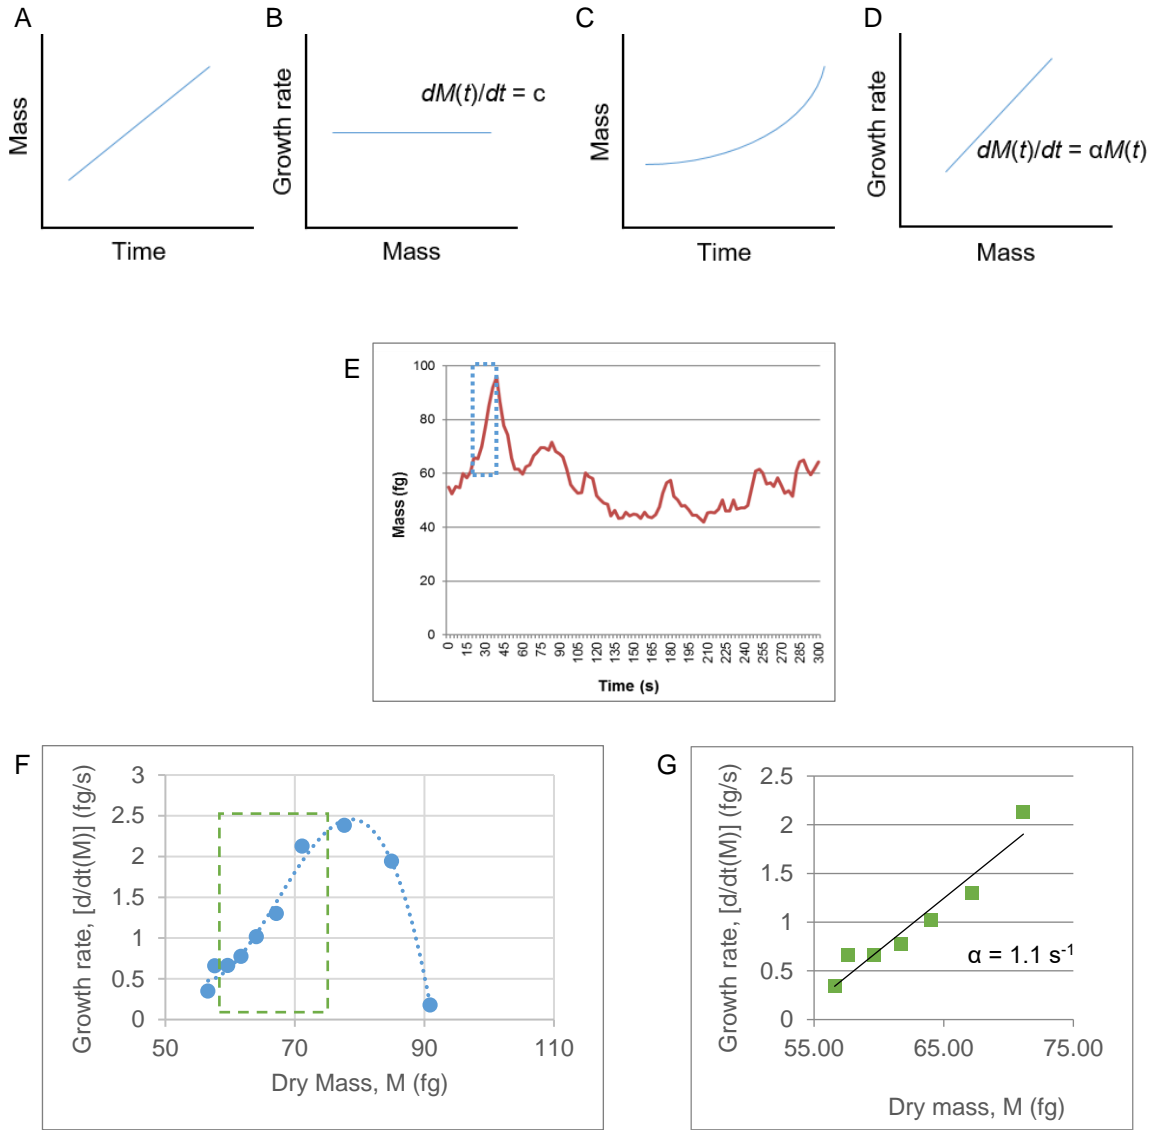 A
B
C
D
Mass
Time
Growth rate
dM(t)/dt = c
Mass
Mass
Time
Growth rate
dM(t)/dt = αM(t)
Mass
E
Mass (fg)
100
80
60
40
20
0
0 15 30 45 60 75 90 105 120 135 150 165 180 195 210 225 240 255 270 285 300
Time (s)
F
Growth rate, [d/dt(M)] (fg/s)
3
2.5
2
1.5
1
0.5
0
50 70 90 110
Dry Mass, M (fg)
G
Growth rate, [d/dt(M)] (fg/s)
2.5
2
1.5
1
0.5
0
α = 1.1 s-1
55.00 65.00 75.00
Dry mass, M (fg)